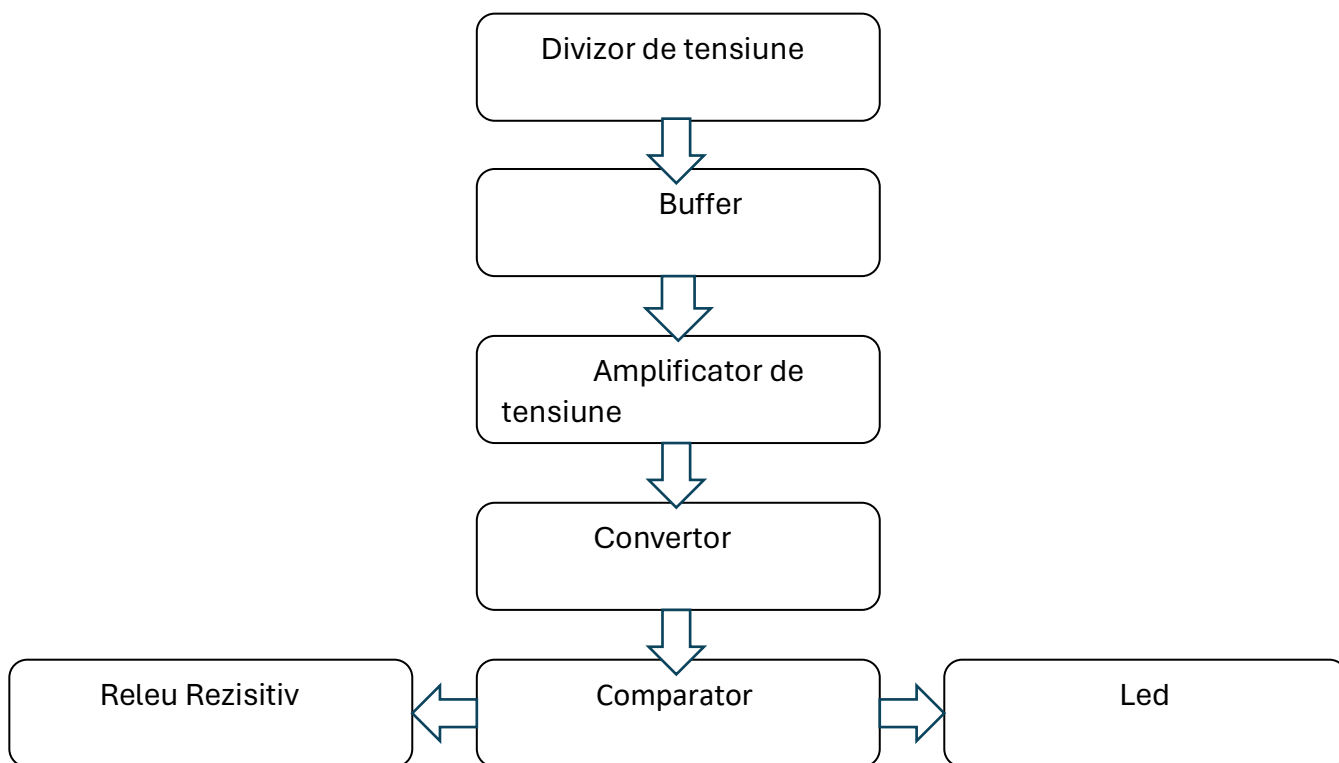 Divizor de tensiune
Buffer
Amplificator de
tensiune
Convertor
Releu Rezisitiv
Comparator
Led